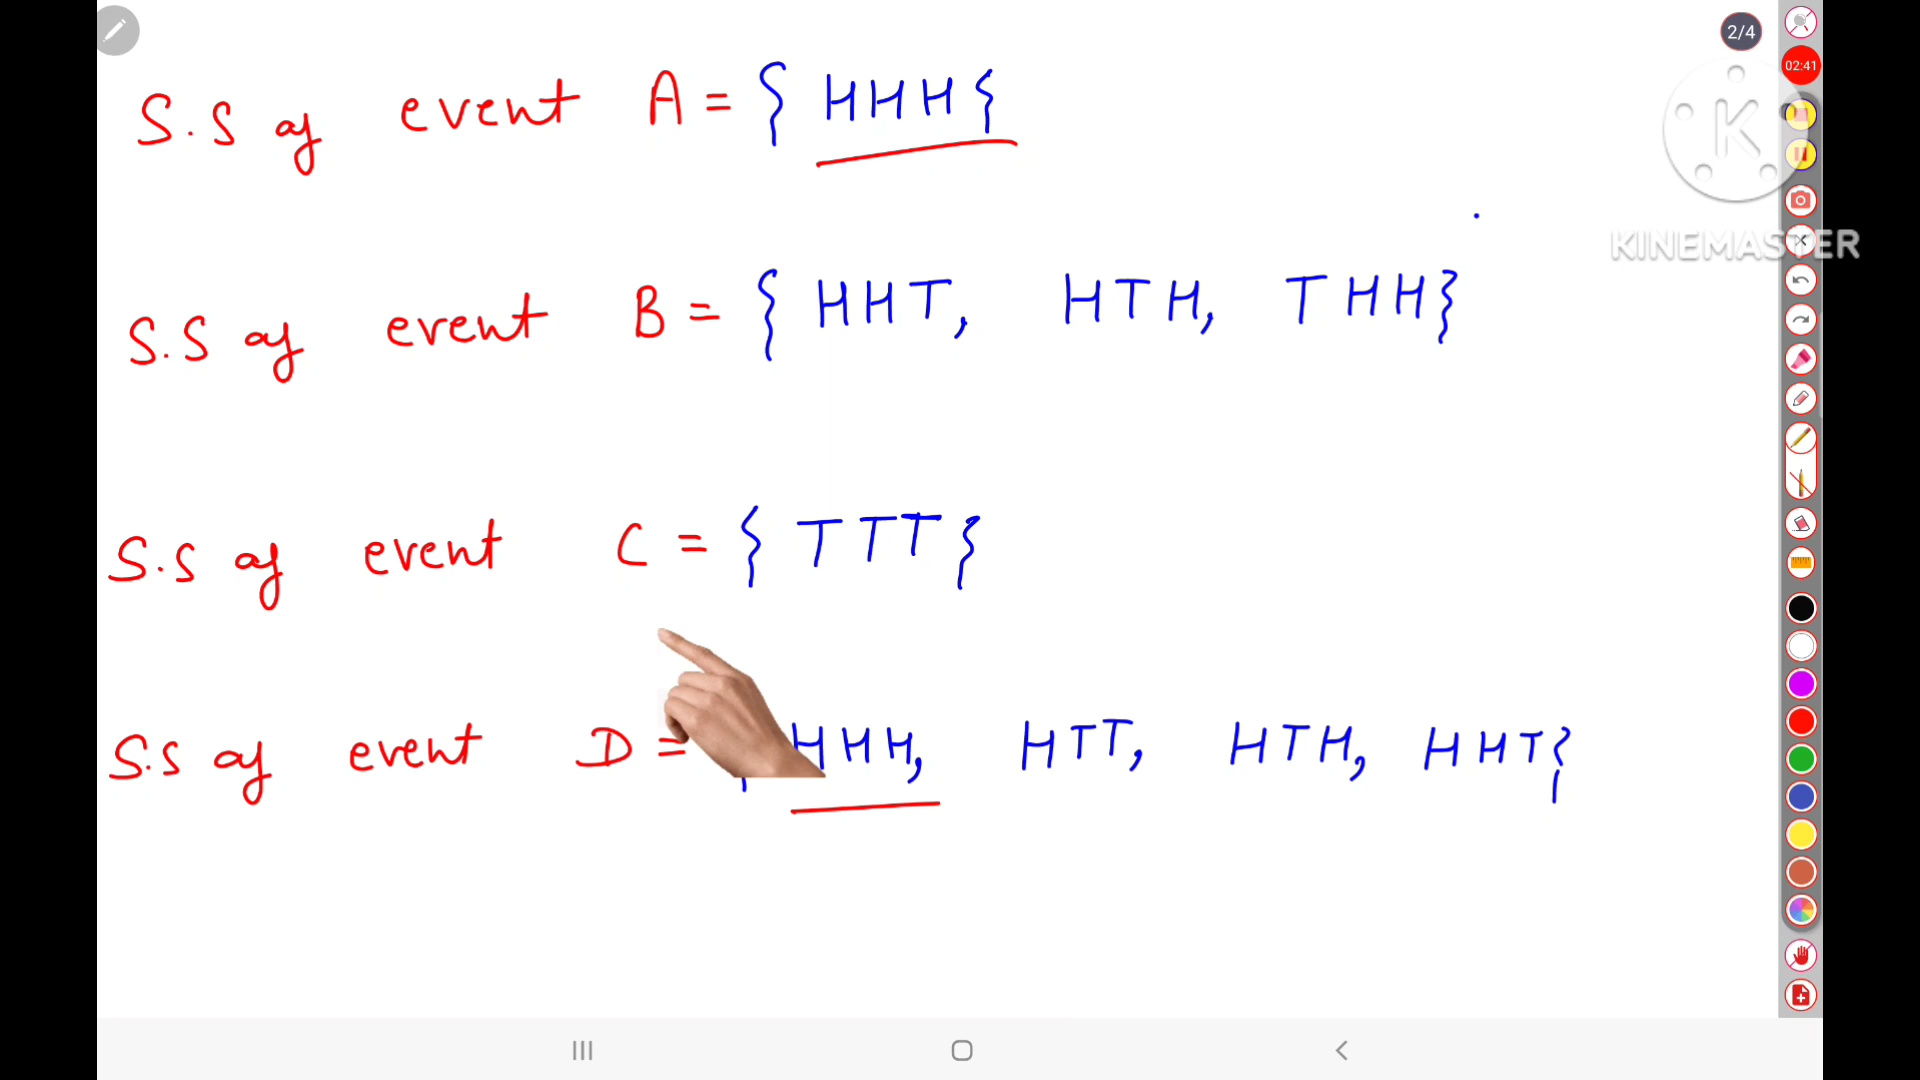 2/4
02:41
S.S of event A = { HHH }
KINEMASTER
S.S of event B = { HHT, HTH, THH }
S.S of event C = { TTT }
S.S of event D = { HHH, HTT, HTH, HHT }